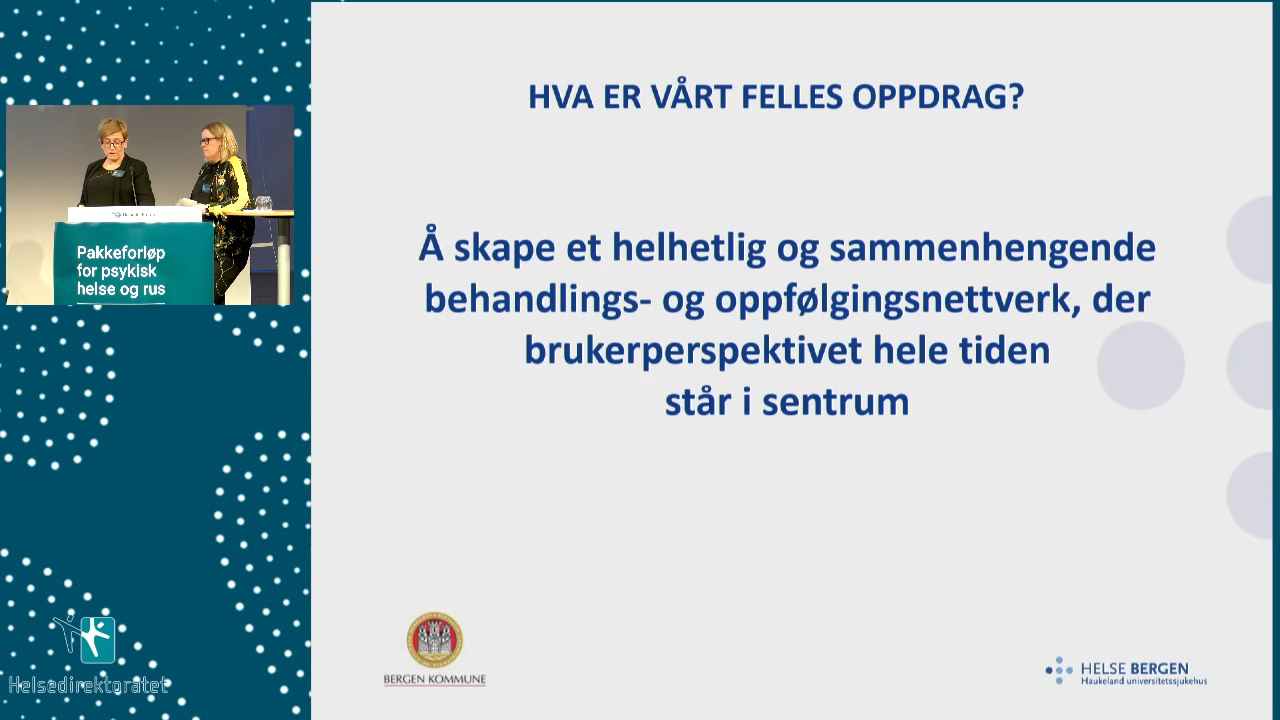 HVA ER VÅRT FELLES OPPDRAG?
Å skape et helhetlig og sammenhengende
behandlings- og oppfølgingsnettverk, der
brukerperspektivet hele tiden
står i sentrum
Pakkeforløp
for psykisk
helse og rus
Helsedirektoratet
BERGEN KOMMUNE
HELSE BERGEN
Haukeland universitetssjukehus